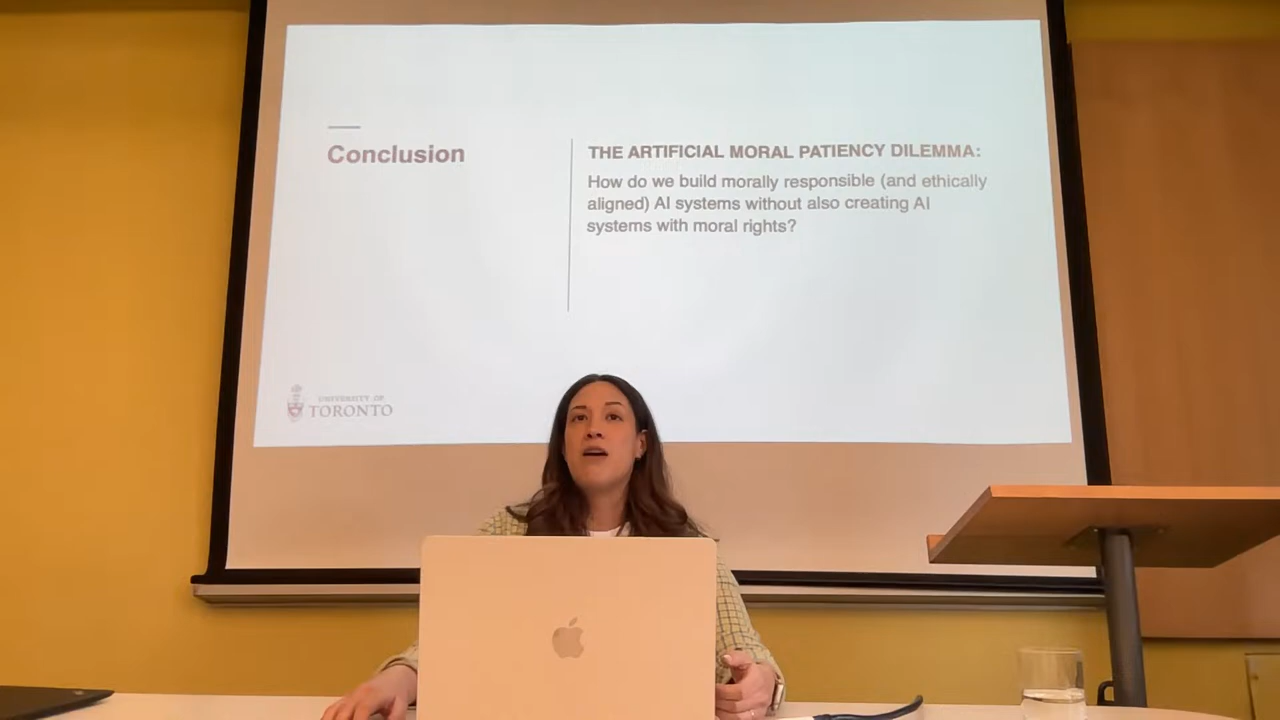 Conclusion
THE ARTIFICIAL MORAL PATIENCY DILEMMA:
How do we build morally responsible (and ethically
aligned) AI systems without also creating AI
systems with moral rights?
UNIVERSITY OF
TORONTO